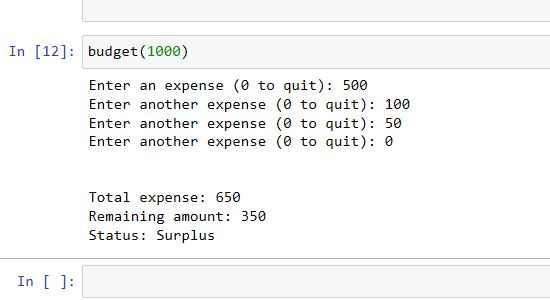 In [12]: budget(1000)
Enter an expense (0 to quit): 500
Enter another expense (0 to quit): 100
Enter another expense (0 to quit): 50
Enter another expense (0 to quit): 0
Total expense: 650
Remaining amount: 350
Status: Surplus
In [ ]: